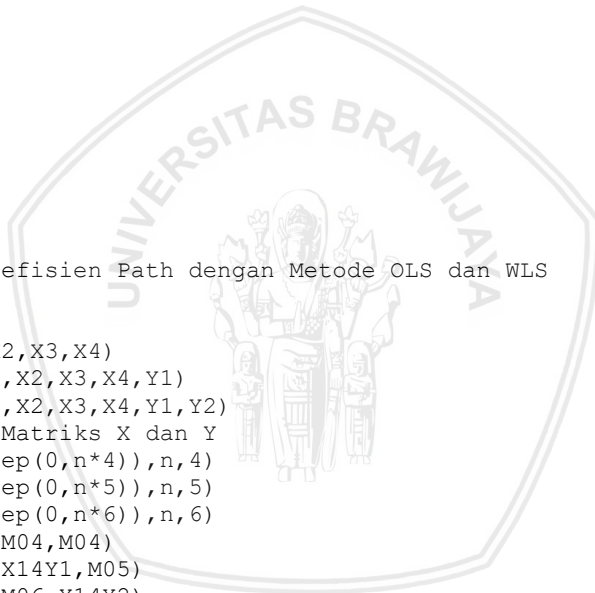 UNIVERSITAS BRAWIJAYA
efisien Path dengan Metode OLS dan WLS
2,X3,X4)
,X2,X3,X4,Y1)
,X2,X3,X4,Y1,Y2)
Matriks X dan Y
ep(0,n*4)),n,4)
ep(0,n*5)),n,5)
ep(0,n*6)),n,6)
M04,M04)
X14Y1,M05)